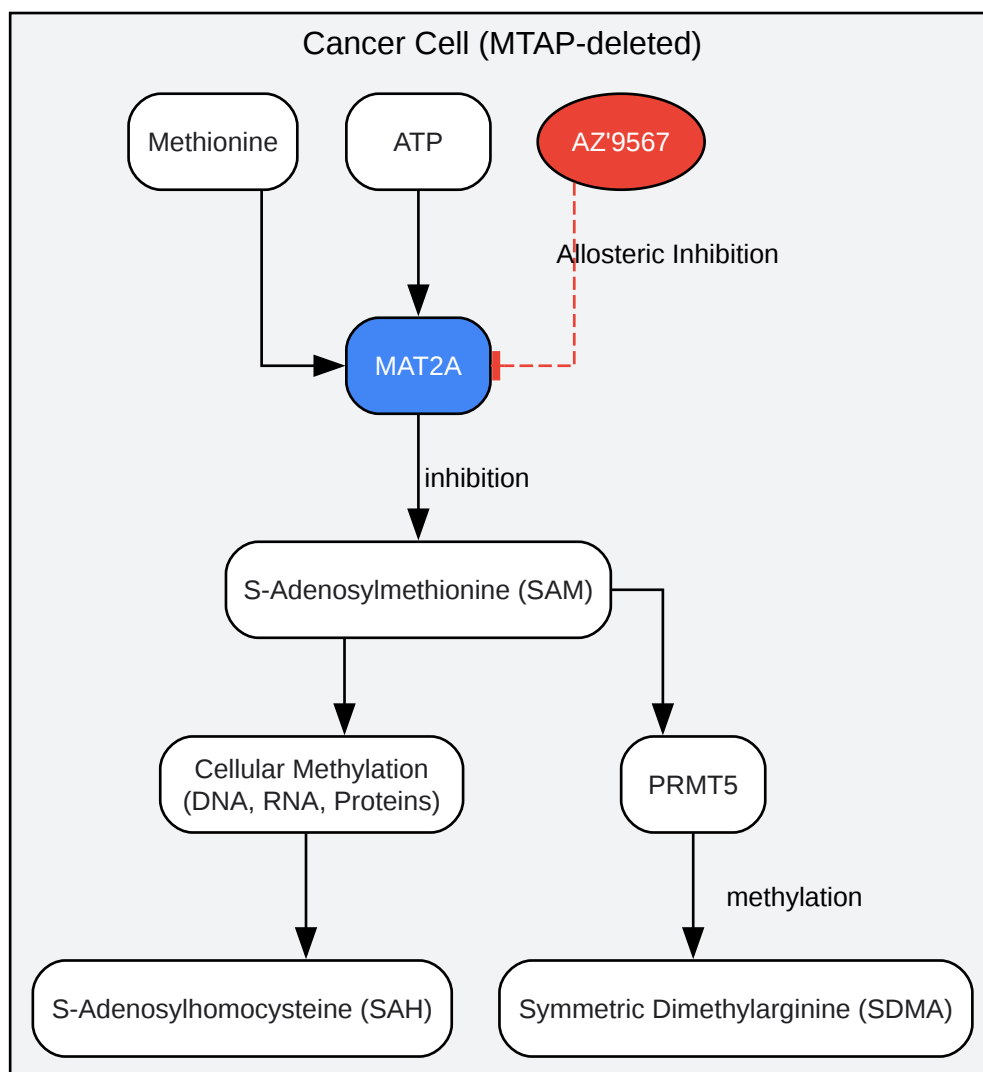 Cancer Cell (MTAP-deleted)
Methionine
ATP
AZ'9567
Allosteric Inhibition
MAT2A
inhibition
S-Adenosylmethionine (SAM)
Cellular Methylation
(DNA, RNA, Proteins)
PRMT5
methylation
S-Adenosylhomocysteine (SAH)
Symmetric Dimethylarginine (SDMA)